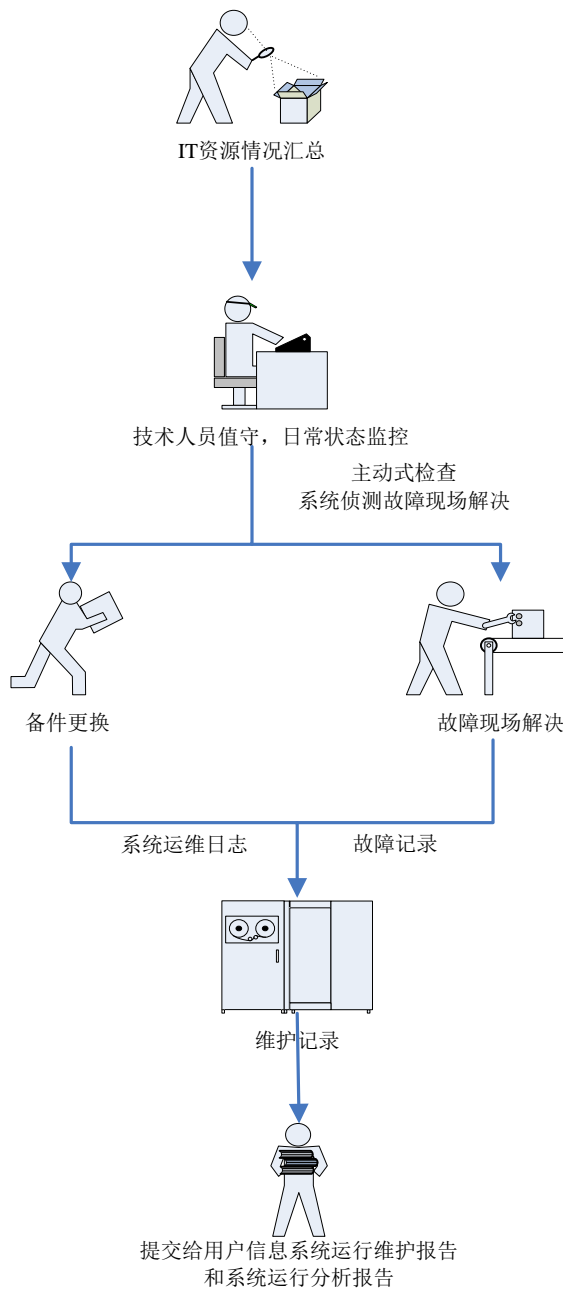 IT资源情况汇总
技术人员值守，日常状态监控
主动式检查
系统侦测故障现场解决
备件更换
故障现场解决
系统运维日志
故障记录
维护记录
提交给用户信息系统运行维护报告
和系统运行分析报告